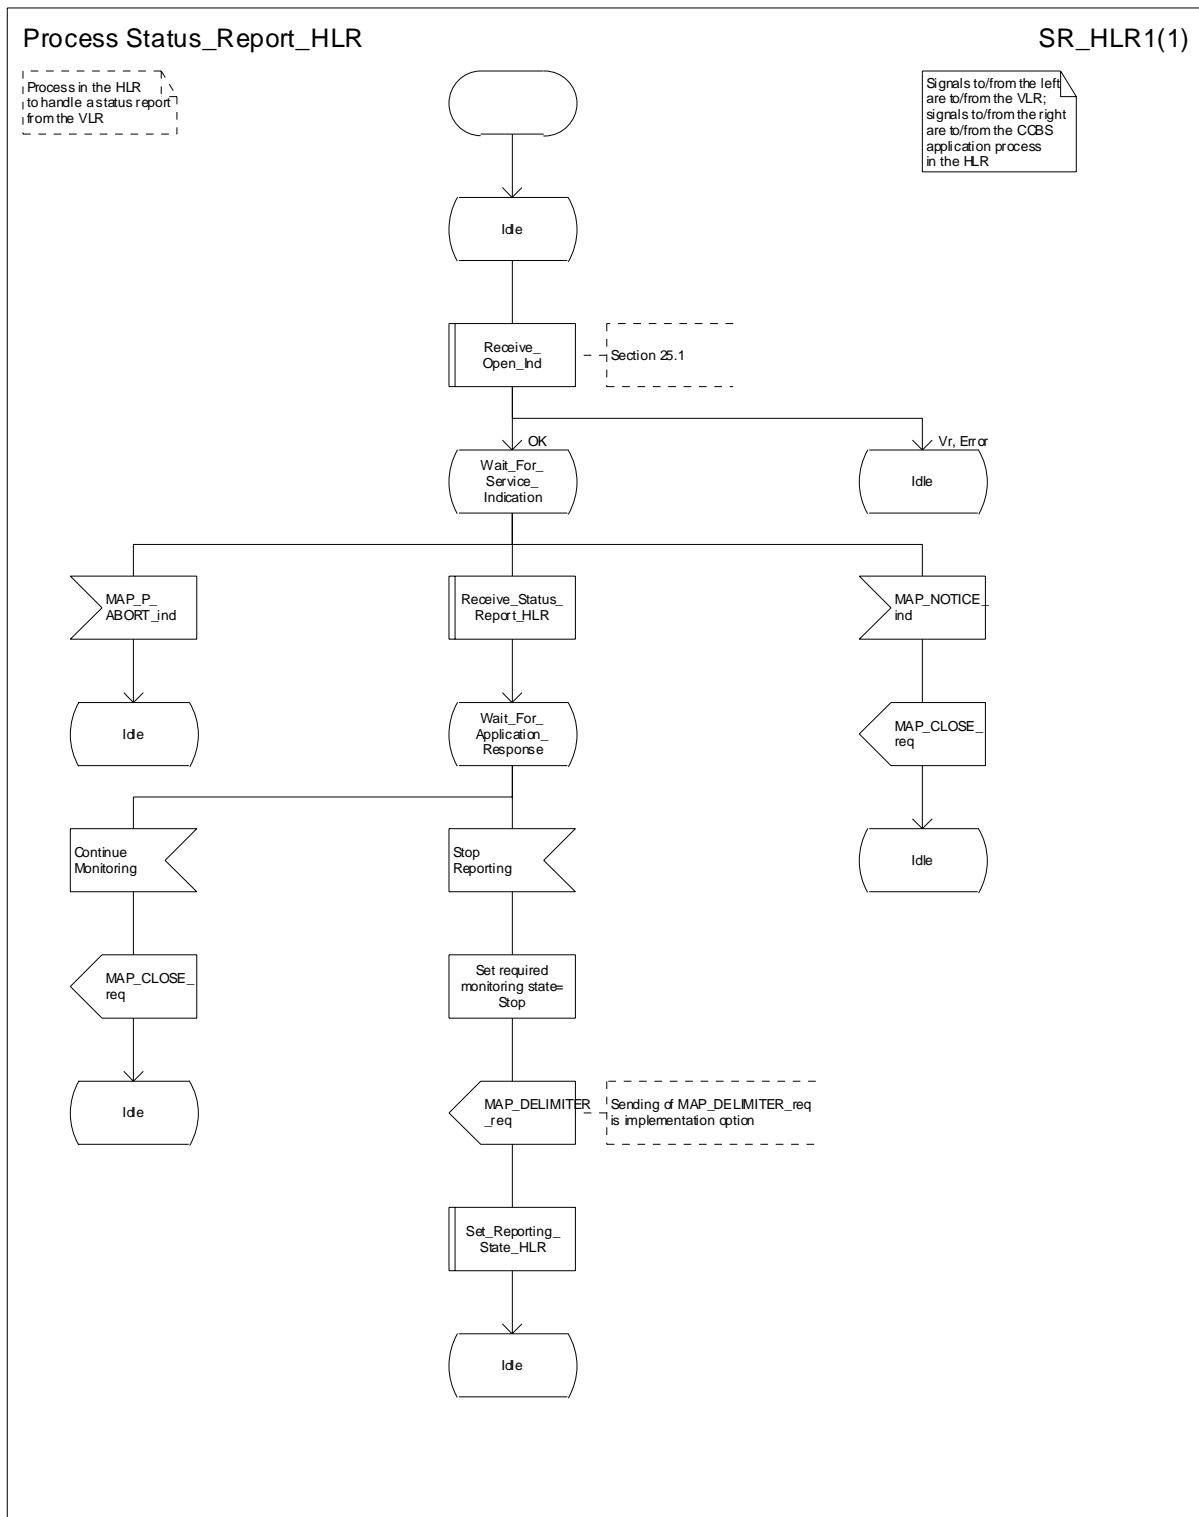 Process Status_Report_HLR
SR_HLR1(1)
Process in the HLR
to handle a status report
from the VLR
Signals to/from the left
are to/from the VLR;
signals to/from the right
are to/from the CCBS
application process
in the HLR
Idle
Receive_
Open_Ind
Section 25.1
OK
Vr, Error
Wait_For_
Service_
Indication
Idle
MAP_P_
ABORT_ind
Receive_Status_
Report_HLR
MAP_NOTICE_
ind
Idle
Wait_For_
Application_
Response
MAP_CLOSE_
req
Continue
Monitoring
Stop
Reporting
Idle
MAP_CLOSE_
req
Set required
monitoring state=
Stop
Idle
MAP_DELIMITER
_req
Sending of MAP_DELIMITER_req
is implementation option
Set_Reporting_
State_HLR
Idle